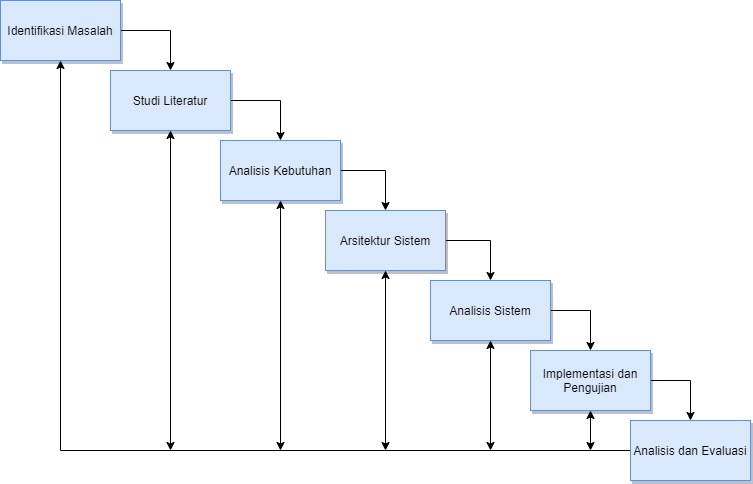 Identifikasi Masalah
Studi Literatur
Analisis Kebutuhan
Arsitektur Sistem
Analisis Sistem
Implementasi dan
Pengujian
Analisis dan Evaluasi